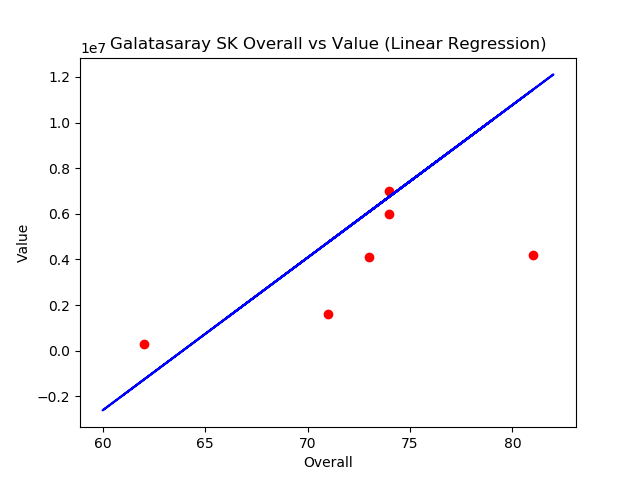 Galatasaray SK Overall vs Value (Linear Regression)
1e7
1.2
1.0
0.8
0.6
0.4
0.2
0.0
−0.2
Value
60 65 70 75 80
Overall